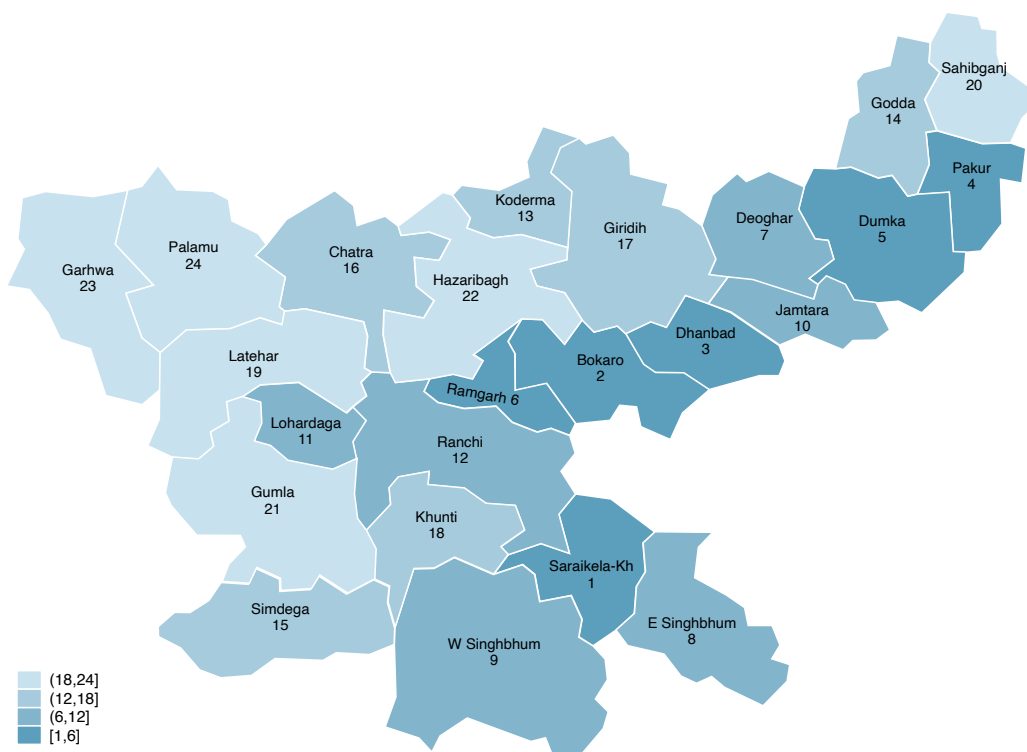 Sahibganj
20
Godda
14
Pakur
4
Koderma
13
Deoghar
7
Dumka
5
Giridih
17
Palamu
24
Chatra
16
Garhwa
23
Hazaribagh
22
Jamtara
10
Dhanbad
3
Latehar
19
Bokaro
2
Ramgarh 6
Lohardaga
11
Ranchi
12
Gumla
21
Khunti
18
Saraikela-Kh
1
Simdega
15
E Singhbhum
8
W Singhbhum
9
(18,24]
(12,18]
(6,12]
[1,6]